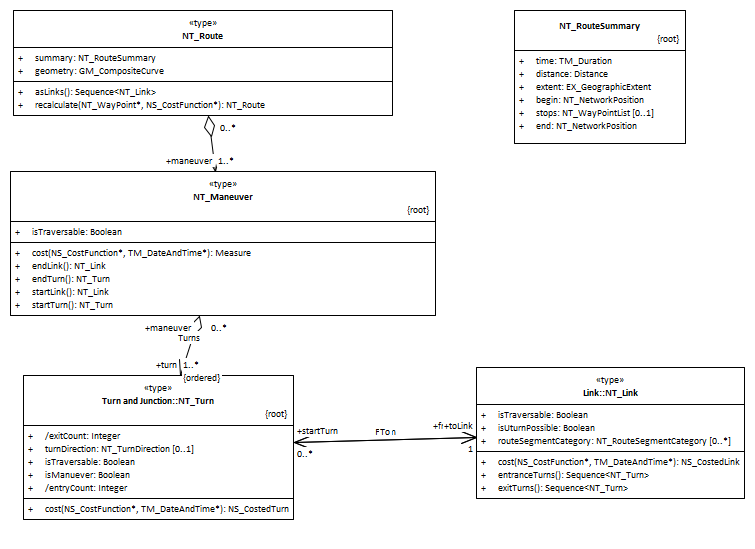 «type»
NT_Route
+ summary: NT_RouteSummary
+ geometry: GM_CompositeCurve
+ asLinks(): Sequence<NT_Link>
+ recalculate(NT_WayPoint*, NS_CostFunction*): NT_Route
NT_RouteSummary
{root}
+ time: TM_Duration
+ distance: Distance
+ extent: EX_GeographicExtent
+ begin: NT_NetworkPosition
+ stops: NT_WayPointList [0..1]
+ end: NT_NetworkPosition
0..*
+maneuver 1..*
«type»
NT_Maneuver
{root}
+ isTraversable: Boolean
+ cost(NS_CostFunction*, TM_DateAndTime*): Measure
+ endLink(): NT_Link
+ endTurn(): NT_Turn
+ startLink(): NT_Link
+ startTurn(): NT_Turn
+maneuver 0..*
Turns
+turn 1..*
{ordered}
«type»
Turn and Junction::NT_Turn
{root}
+ /exitCount: Integer
+ turnDirection: NT_TurnDirection [0..1]
+ isTraversable: Boolean
+ isManuever: Boolean
+ /entryCount: Integer
+ cost(NS_CostFunction*, TM_DateAndTime*): NS_CostedTurn
+startTurn
0..*
FTon
+fi+toLink
1
«type»
Link::NT_Link
+ isTraversable: Boolean
+ isUturnPossible: Boolean
+ routeSegmentCategory: NT_RouteSegmentCategory [0..*]
+ cost(NS_CostFunction*, TM_DateAndTime*): NS_CostedLink
+ entranceTurns(): Sequence<NT_Turn>
+ exitTurns(): Sequence<NT_Turn>